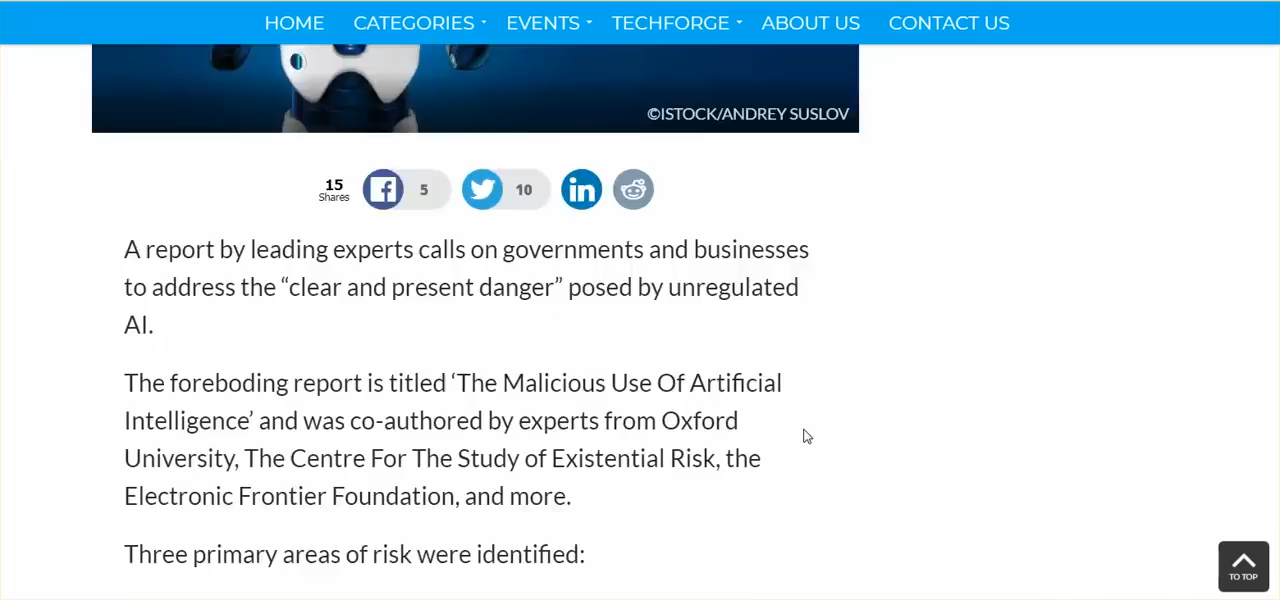 HOME CATEGORIES EVENTS TECHFORGE ABOUT US CONTACT US
©ISTOCK/ANDREY SUSLOV
15
Shares
5
10
A report by leading experts calls on governments and businesses
to address the “clear and present danger” posed by unregulated
AI.
The foreboding report is titled ‘The Malicious Use Of Artificial
Intelligence’ and was co-authored by experts from Oxford
University, The Centre For The Study of Existential Risk, the
Electronic Frontier Foundation, and more.
Three primary areas of risk were identified:
TO TOP